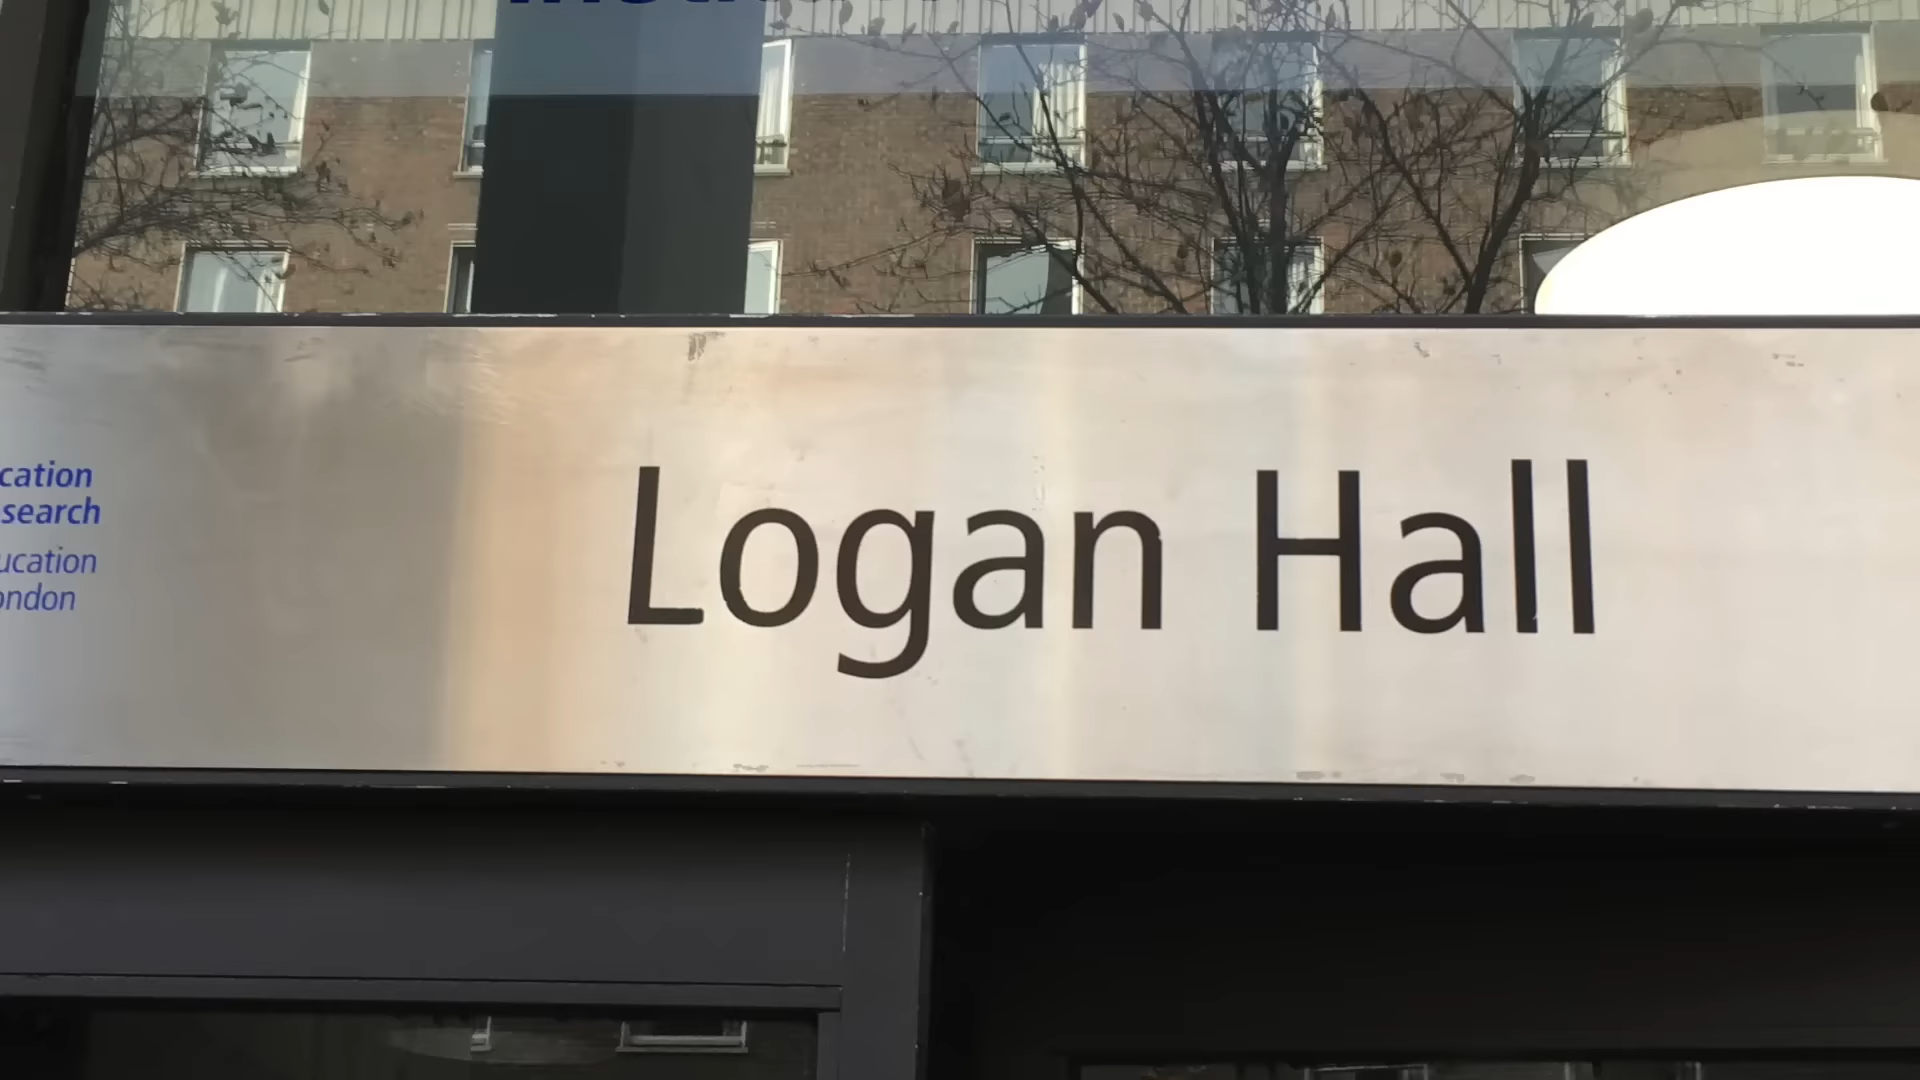 cation
search
ucation
ondon
Logan Hall